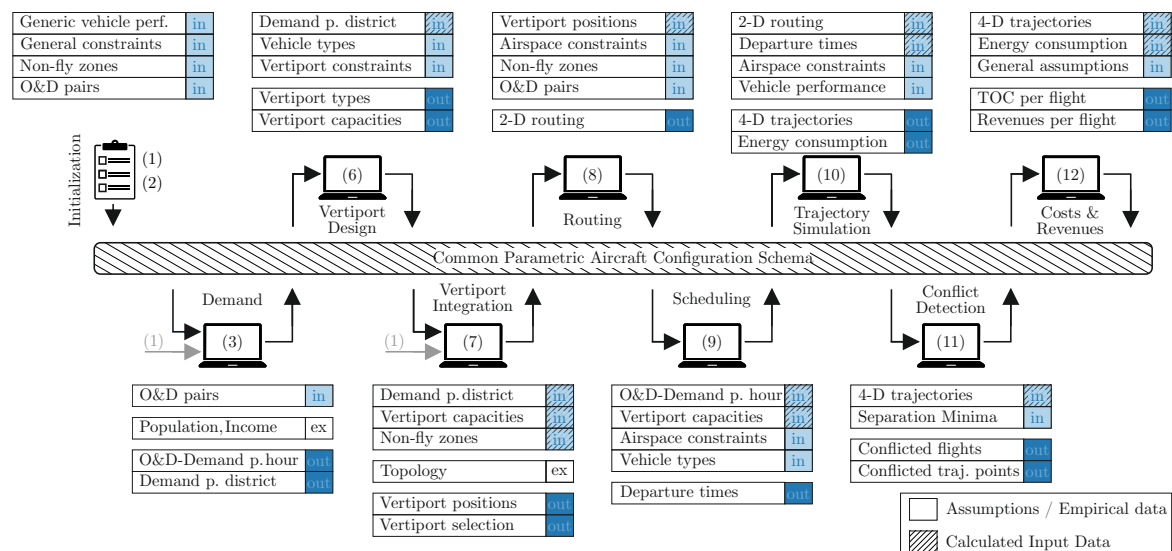 Generic vehicle perf. in
General constraints in
Non-fly zones in
O&D pairs in
Demand p. district in
Vehicle types in
Vertiport constraints in
Vertiport types out
Vertiport capacities out
Vertiport positions in
Airspace constraints in
Non-fly zones in
O&D pairs in
2-D routing out
2-D routing in
Departure times in
Airspace constraints in
Vehicle performance in
4-D trajectories out
Energy consumption out
4-D trajectories in
Energy consumption in
General assumptions in
TOC per flight out
Revenues per flight out
Initialization
(1)
(2)
(6)
Vertiport
Design
(8)
Routing
(10)
Trajectory
Simulation
(12)
Costs &
Revenues
Common Parametric Aircraft Configuration Schema
Demand
(1)
(3)
Vertiport
Integration
(1)
(7)
Scheduling
(9)
Conflict
Detection
(11)
O&D pairs in
Population,Income ex
O&D-Demand p.hour out
Demand p. district out
Demand p.district in
Vertiport capacities in
Non-fly zones in
Topology ex
Vertiport positions out
Vertiport selection out
O&D-Demand p. hour in
Vertiport capacities in
Airspace constraints in
Vehicle types in
Departure times out
4-D trajectories in
Separation Minima in
Conflicted flights out
Conflicted traj. points out
Assumptions / Empirical data
Calculated Input Data